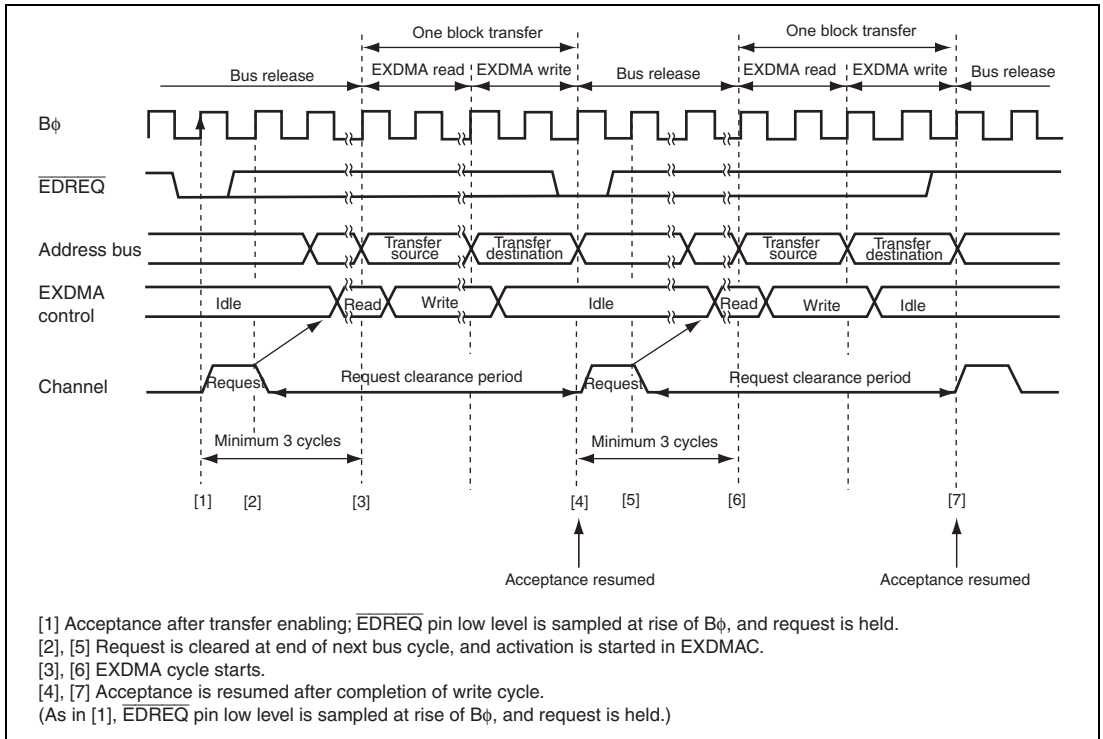 One block transfer One block transfer
Bus release EXDMA read EXDMA write Bus release EXDMA read EXDMA write Bus release
Bϕ
EDREQ
Address bus Transfer source Transfer destination Transfer source Transfer destination
EXDMA control Idle Read Write Idle Read Write Idle
Channel Request Request clearance period Request Request clearance period
Minimum 3 cycles Minimum 3 cycles
[1] [2] [3] [4] [5] [6] [7]
Acceptance resumed Acceptance resumed
[1] Acceptance after transfer enabling; EDREQ pin low level is sampled at rise of Bϕ, and request is held.
[2], [5] Request is cleared at end of next bus cycle, and activation is started in EXDMAC.
[3], [6] EXDMA cycle starts.
[4], [7] Acceptance is resumed after completion of write cycle.
(As in [1], EDREQ pin low level is sampled at rise of Bϕ, and request is held.)